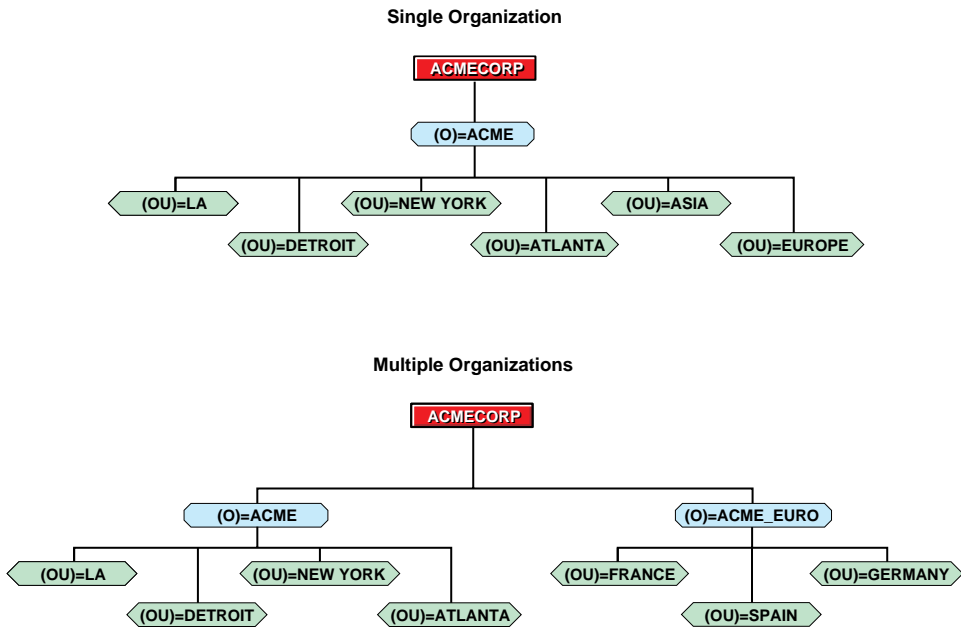 Single Organization
ACMECORP
(O)=ACME
(OU)=LA
(OU)=NEW YORK
(OU)=ASIA
(OU)=DETROIT
(OU)=ATLANTA
(OU)=EUROPE
Multiple Organizations
ACMECORP
(O)=ACME
(O)=ACME_EURO
(OU)=LA
(OU)=NEW YORK
(OU)=FRANCE
(OU)=GERMANY
(OU)=DETROIT
(OU)=ATLANTA
(OU)=SPAIN